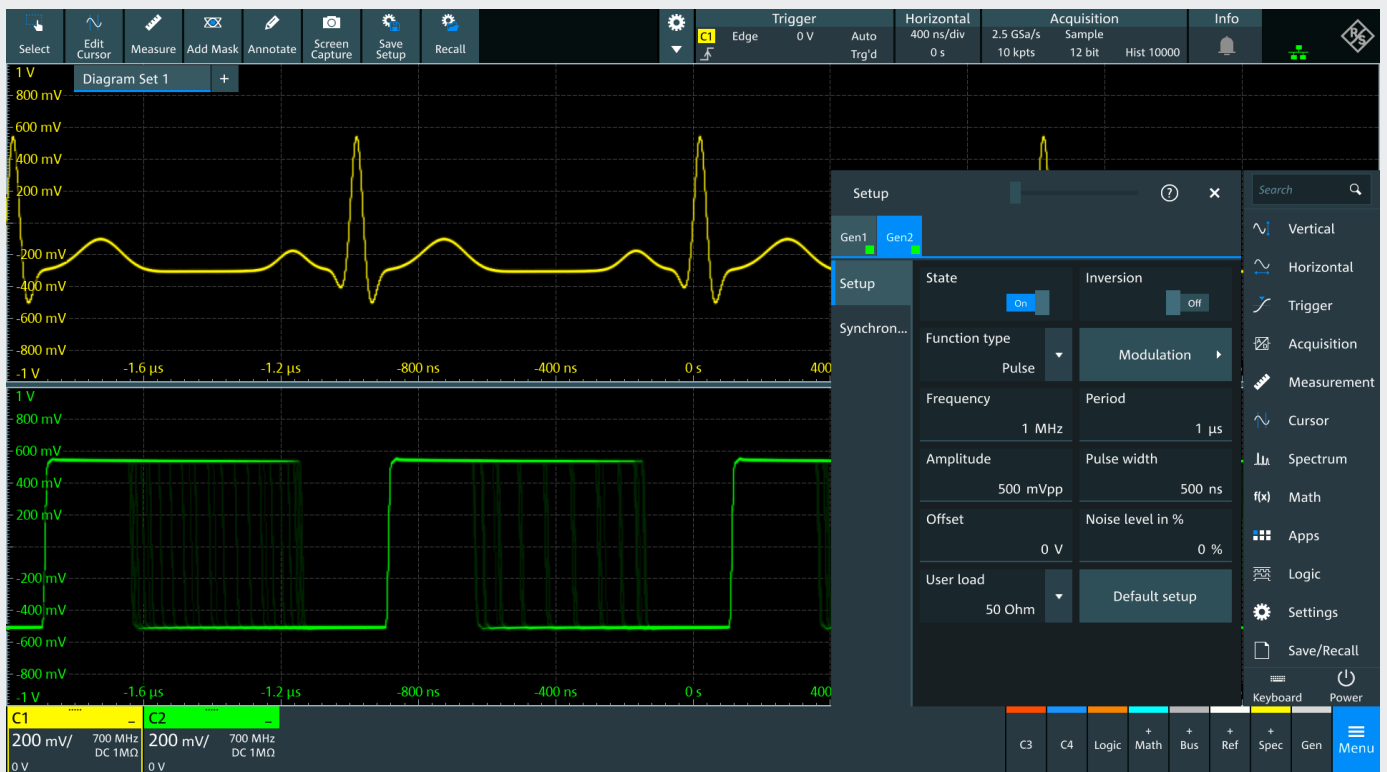 Select
Edit
Cursor
Measure
Add Mask
Annotate
Screen
Capture
Save
Setup
Recall
Trigger
C1 Edge 0 V Auto
Trg'd
Horizontal
400 ns/div
0 s
Acquisition
2.5 GSa/s Sample
10 kpts 12 bit Hist 10000
Info
R&S
1 V
Diagram Set 1 +
800 mV
600 mV
400 mV
200 mV
-200 mV
-400 mV
-600 mV
-800 mV
-1 V
-1.6 µs -1.2 µs -800 ns -400 ns 0 s 400
1 V
800 mV
600 mV
400 mV
200 mV
-200 mV
-400 mV
-600 mV
-800 mV
-1 V
-1.6 µs -1.2 µs -800 ns -400 ns 0 s 400
Setup ? ×
Gen1 Gen2
Setup
Synchron...
State
On
Inversion
Off
Function type
Pulse
Modulation
Frequency
1 MHz
Period
1 µs
Amplitude
500 mVpp
Pulse width
500 ns
Offset
0 V
Noise level in %
0 %
User load
50 Ohm
Default setup
Search
Vertical
Horizontal
Trigger
Acquisition
Measurement
Cursor
Spectrum
f(x) Math
Apps
Logic
Settings
Save/Recall
Keyboard Power
C1
200 mV/ 700 MHz
DC 1MΩ
0 V
C2
200 mV/ 700 MHz
DC 1MΩ
0 V
C3
C4
Logic
+
Math
+
Bus
+
Ref
+
Spec
Gen
Menu